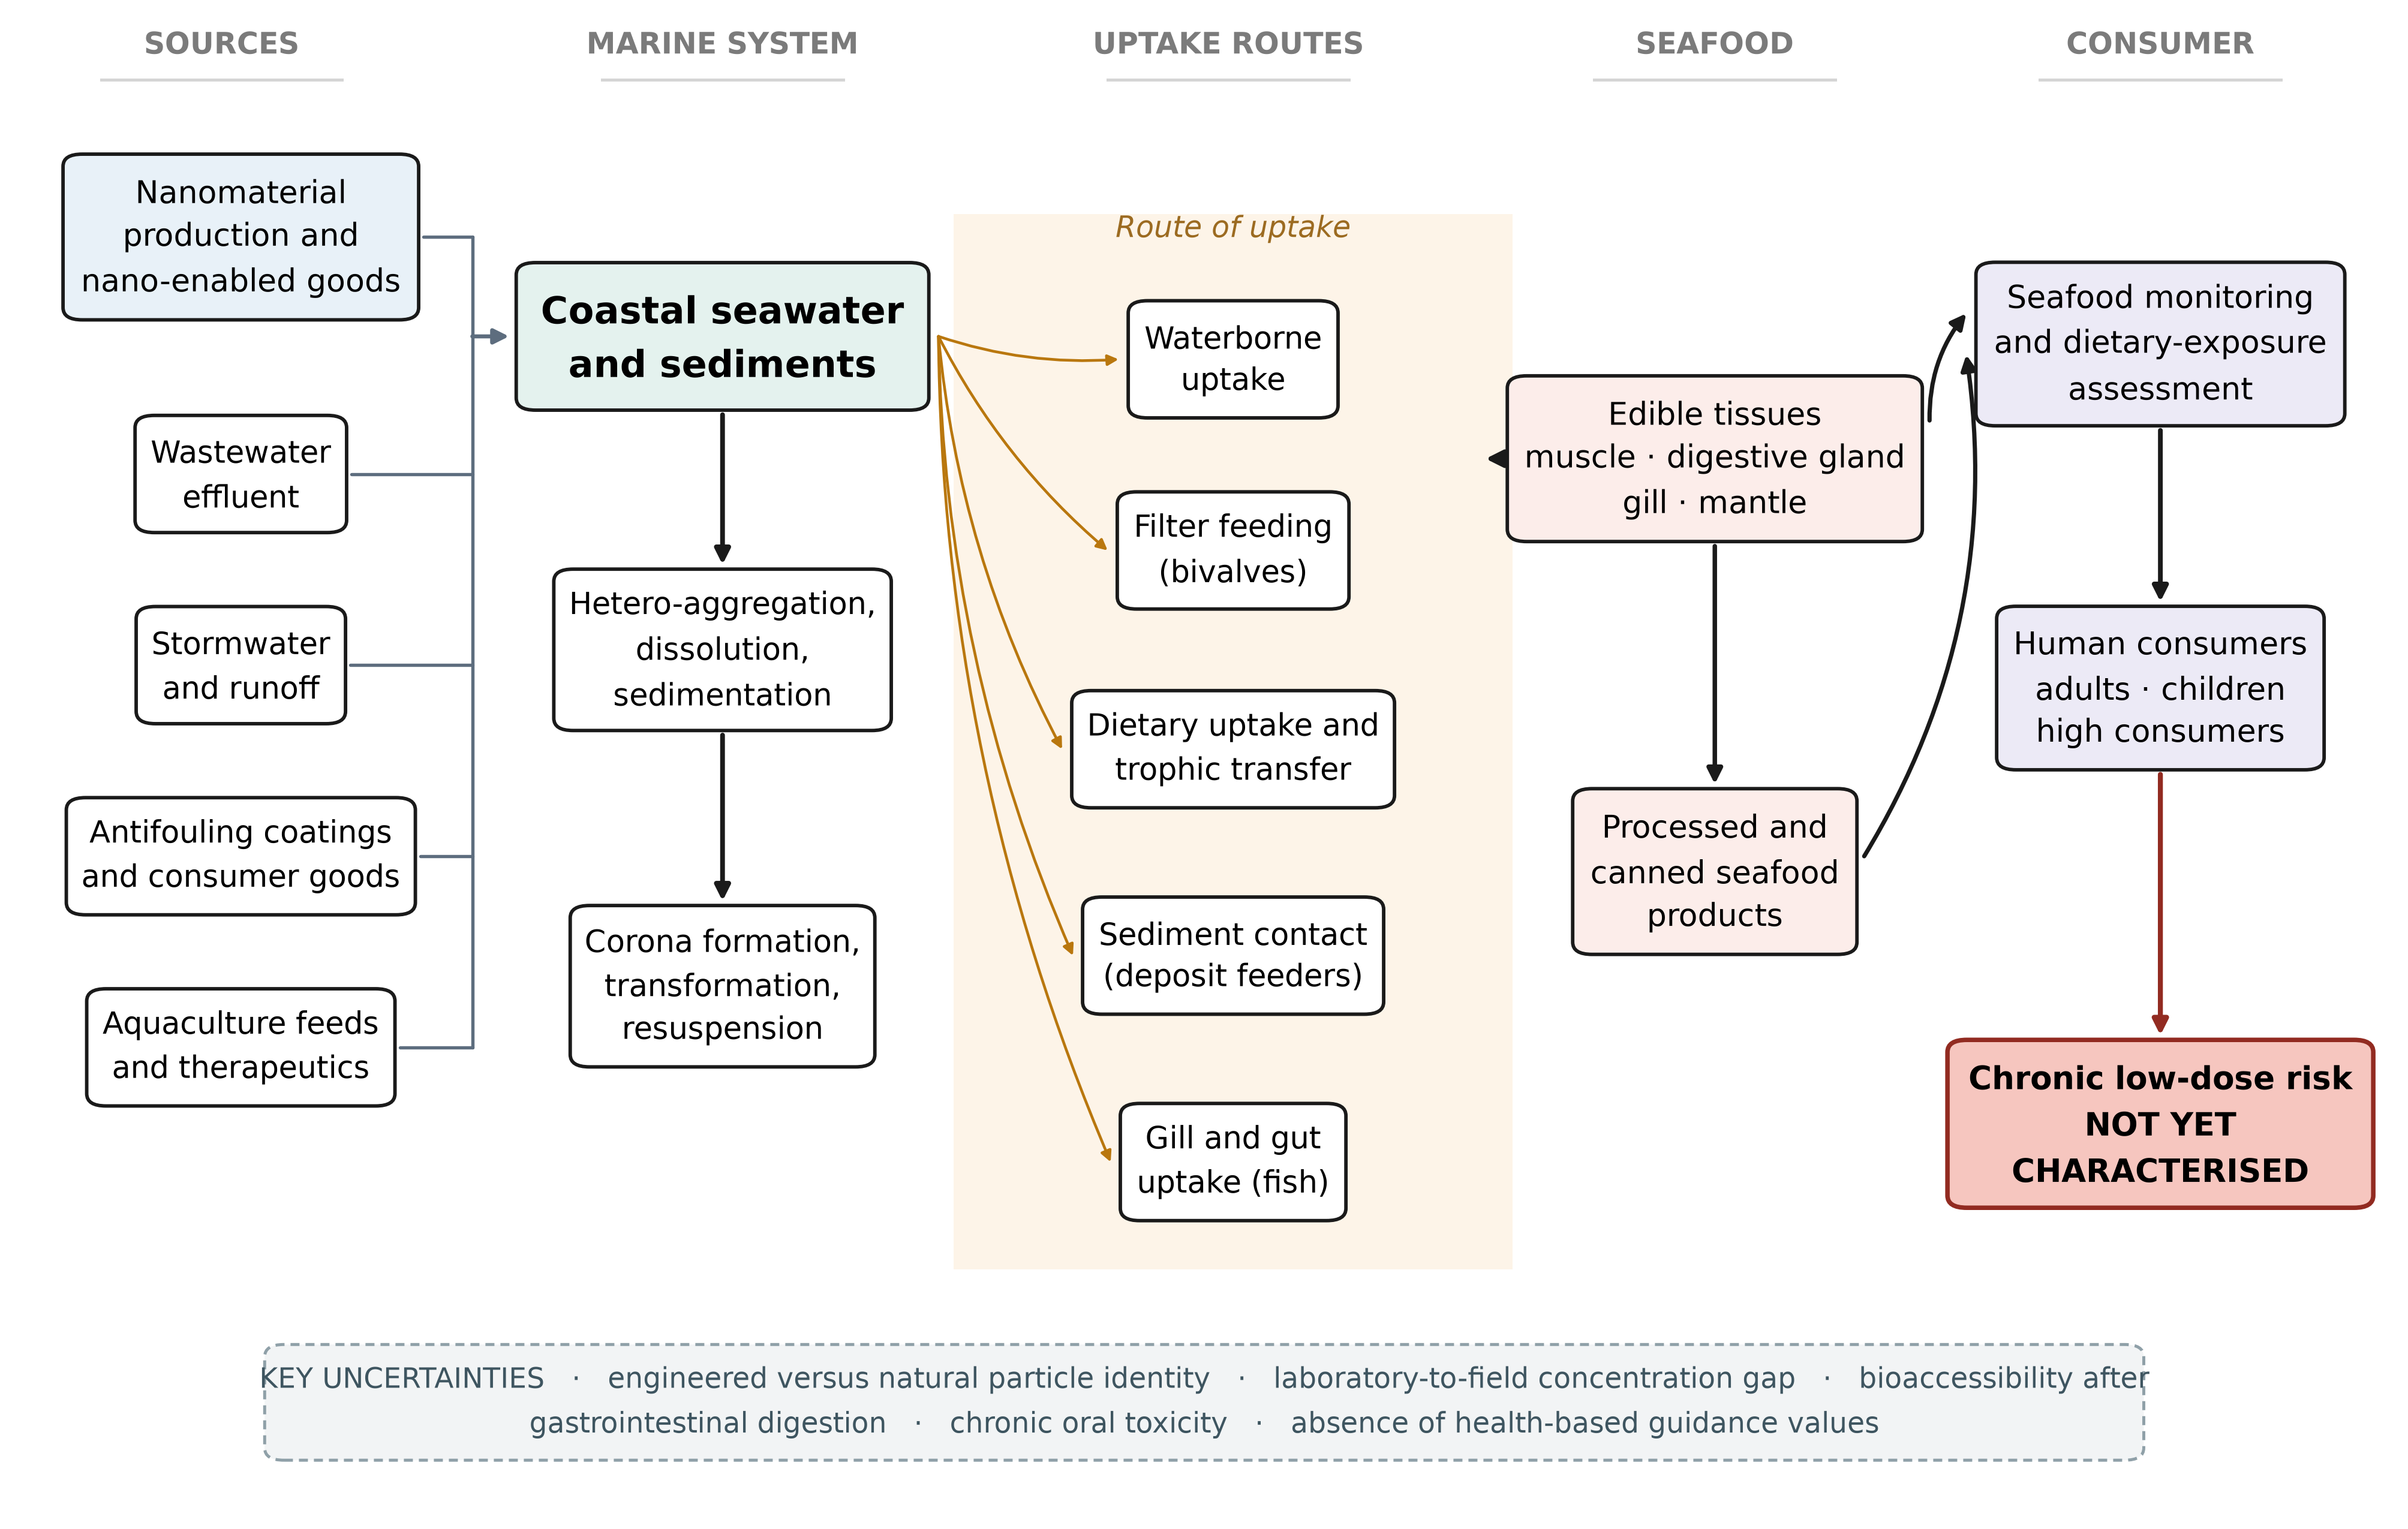 SOURCES
MARINE SYSTEM
UPTAKE ROUTES
SEAFOOD
CONSUMER
Nanomaterial
production and
nano-enabled goods
Wastewater
effluent
Stormwater
and runoff
Antifouling coatings
and consumer goods
Aquaculture feeds
and therapeutics
Coastal seawater
and sediments
Hetero-aggregation,
dissolution,
sedimentation
Corona formation,
transformation,
resuspension
Route of uptake
Waterborne
uptake
Filter feeding
(bivalves)
Dietary uptake and
trophic transfer
Sediment contact
(deposit feeders)
Gill and gut
uptake (fish)
Edible tissues
muscle · digestive gland
gill · mantle
Processed and
canned seafood
products
Seafood monitoring
and dietary-exposure
assessment
Human consumers
adults · children
high consumers
Chronic low-dose risk
NOT YET
CHARACTERISED
KEY UNCERTAINTIES · engineered versus natural particle identity · laboratory-to-field concentration gap · bioaccessibility after
gastrointestinal digestion · chronic oral toxicity · absence of health-based guidance values